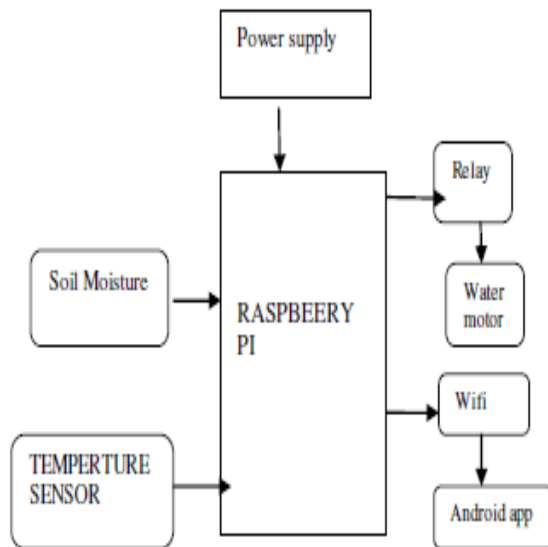 Power supply
Relay
Soil Moisture
Water
motor
RASPBEERY
PI
Wifi
TEMPERTURE
SENSOR
Android app